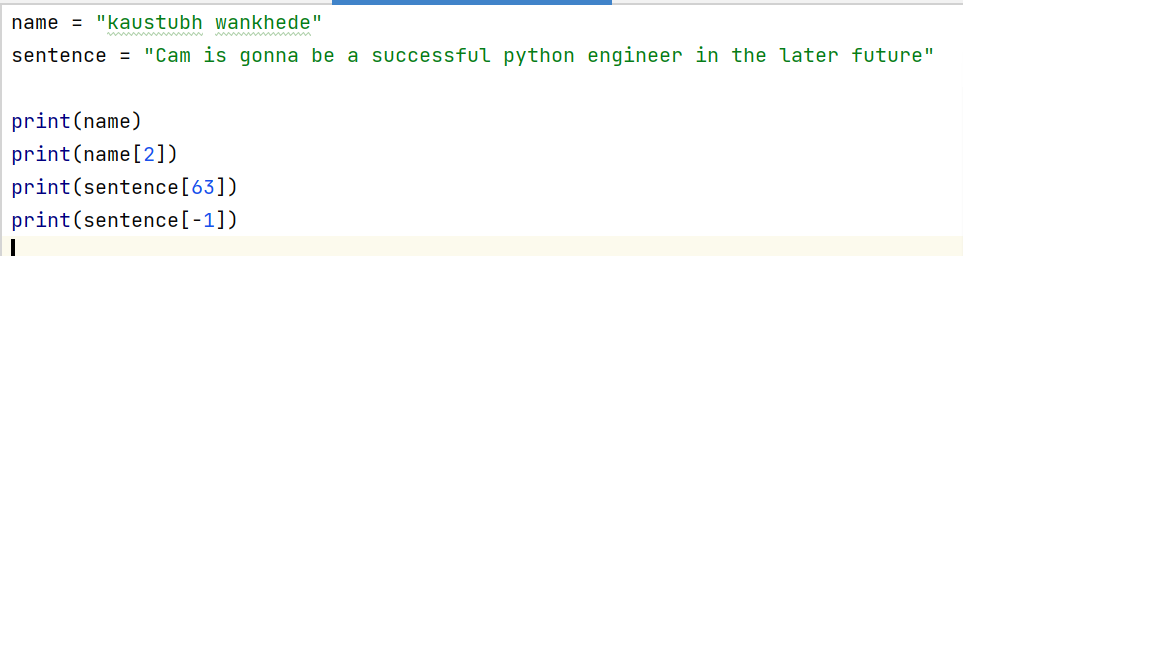 name = "kaustubh wankhede"
sentence = "Cam is gonna be a successful python engineer in the later future"
print(name)
print(name[2])
print(sentence[63])
print(sentence[-1])